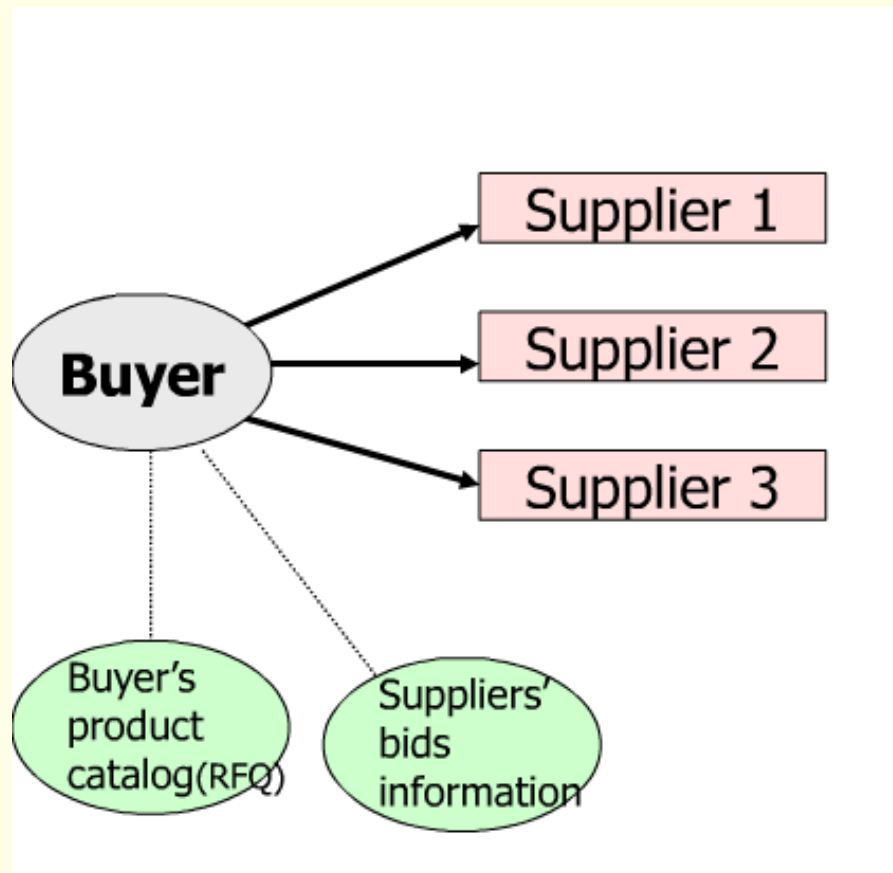 Supplier 1
Supplier 2
Buyer
Supplier 3
Buyer’s
product
catalog(RFQ)
Suppliers’
bids
information